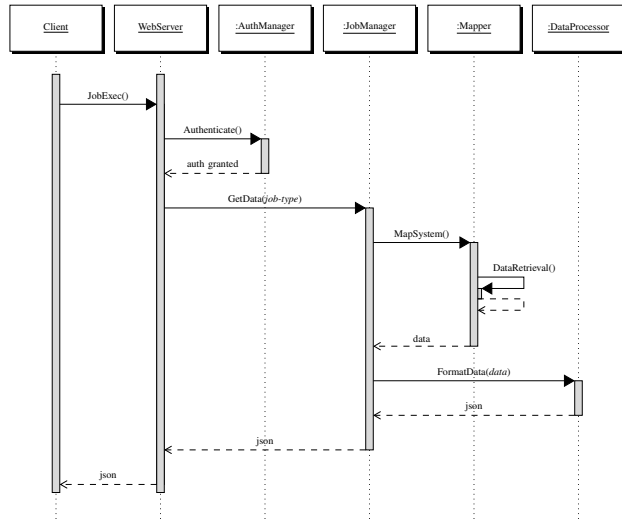 Client
WebServer
:AuthManager
:JobManager
:Mapper
:DataProcessor
JobExec()
Authenticate()
auth granted
GetData(job-type)
MapSystem()
DataRetrieval()
data
FormatData(data)
json
json
json